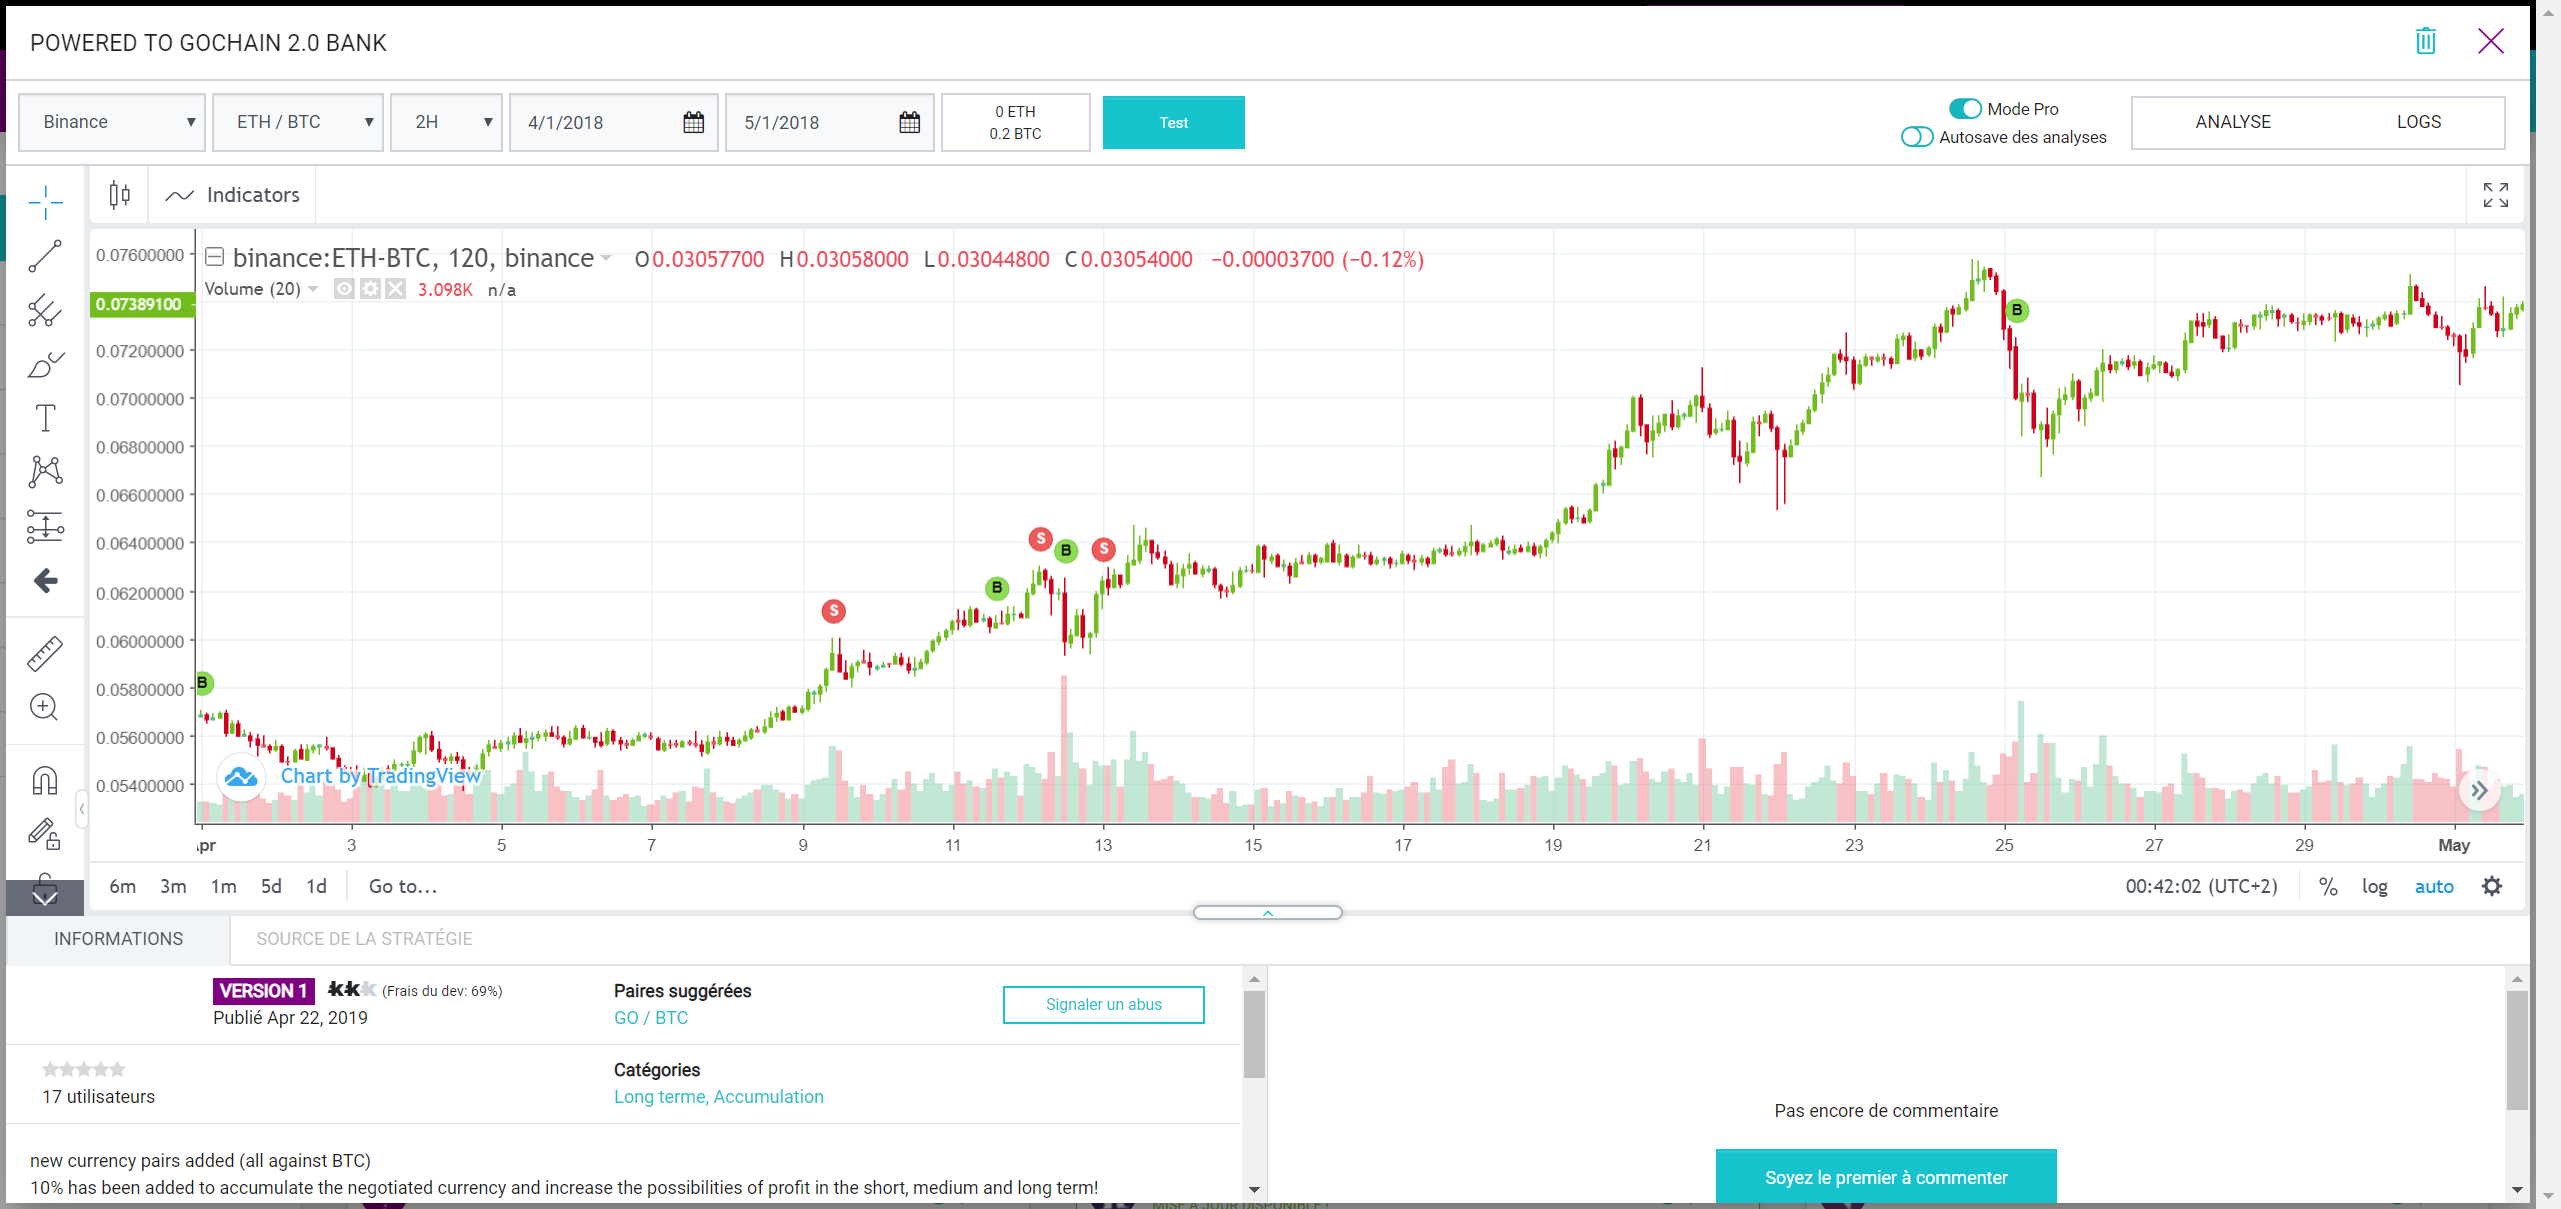 POWERED TO GOCHAIN 2.0 BANK
Binance ETH / BTC 2H 4/1/2018 5/1/2018
0 ETH
0.2 BTC
Test
Mode Pro
Autosave des analyses
ANALYSE LOGS
Indicators
binance:ETH-BTC, 120, binance O0.03057700 H0.03058000 L0.03044800 C0.03054000 −0.00003700 (−0.12%)
Volume (20) 3.098K n/a
0.07600000
0.07389100
0.07200000
0.07000000
0.06800000
0.06600000
0.06400000
0.06200000
0.06000000
0.05800000
0.05600000
0.05400000
B
S
B
S
B
S
B
Chart by TradingView
3 5 7 9 11 13 15 17 19 21 23 25 27 29 May
6m 3m 1m 5d 1d Go to...
00:42:02 (UTC+2) % log auto
INFORMATIONS SOURCE DE LA STRATÉGIE
VERSION 1 (Frais du dev: 69%)
Publié Apr 22, 2019
Paires suggérées
GO / BTC
Signaler un abus
17 utilisateurs
Catégories
Long terme, Accumulation
new currency pairs added (all against BTC)
10% has been added to accumulate the negotiated currency and increase the possibilities of profit in the short, medium and long term!
Pas encore de commentaire
Soyez le premier à commenter